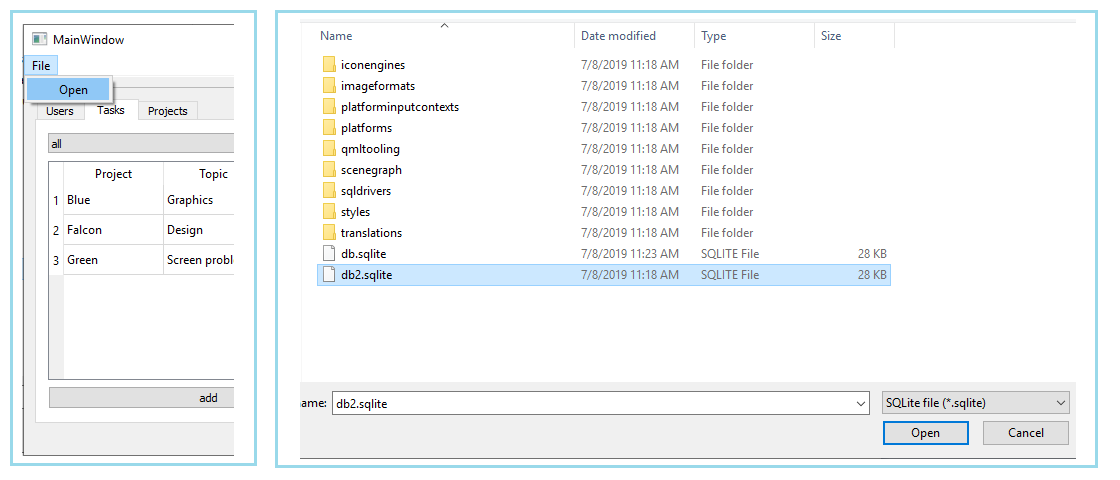 MainWindow
File
Open
Users Tasks Projects
all
Project Topic
1 Blue Graphics
2 Falcon Design
3 Green Screen probl
add
Name Date modified Type Size
iconengines 7/8/2019 11:18 AM File folder
imageformats 7/8/2019 11:18 AM File folder
platforminputcontexts 7/8/2019 11:18 AM File folder
platforms 7/8/2019 11:18 AM File folder
qmltooling 7/8/2019 11:18 AM File folder
scenegraph 7/8/2019 11:18 AM File folder
sqldrivers 7/8/2019 11:18 AM File folder
styles 7/8/2019 11:18 AM File folder
translations 7/8/2019 11:18 AM File folder
db.sqlite 7/8/2019 11:23 AM SQLITE File 28 KB
db2.sqlite 7/8/2019 11:18 AM SQLITE File 28 KB
name: db2.sqlite SQLite file (*.sqlite)
Open Cancel